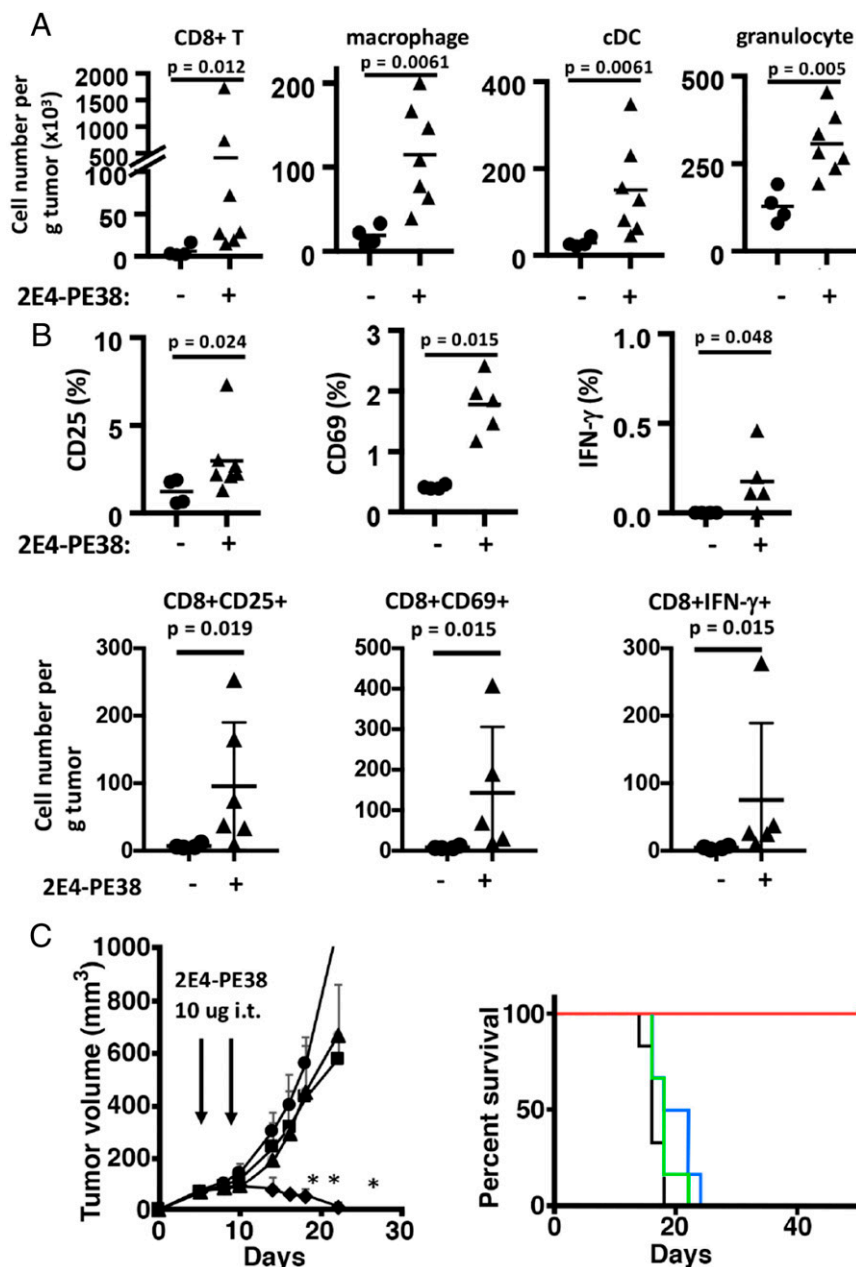 A
CD8+ T macrophage cDC granulocyte
p = 0.012 p = 0.0061 p = 0.0061 p = 0.005
Cell number per
g tumor (x10³)
2000
1500
1000
500
100
50
0
200
100
0
400
200
0
500
250
0
2E4-PE38: - + - + - + - +
B
p = 0.024 p = 0.015 p = 0.048
CD25 (%)
10
5
0
CD69 (%)
3
2
1
0
IFN-γ (%)
1.0
0.5
0.0
2E4-PE38: - + - + - +
CD8+CD25+ CD8+CD69+ CD8+IFN-γ+
p = 0.019 p = 0.015 p = 0.015
Cell number per
g tumor
300
200
100
0
500
400
300
200
100
0
300
200
100
0
2E4-PE38 - + - + - +
C
Tumor volume (mm³)
1000
800
600
400
200
0
2E4-PE38
10 ug i.t.
* * *
0 10 20 30
Days
Percent survival
100
50
0
0 20 40
Days